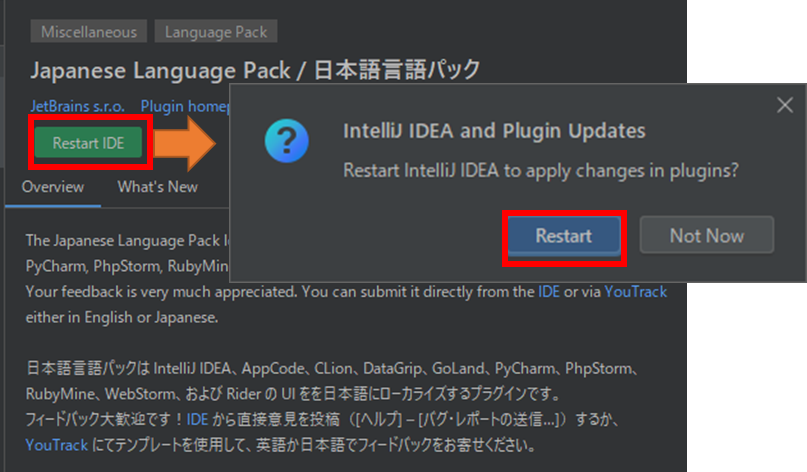 Miscellaneous
Language Pack
Japanese Language Pack / 日本語言語パック
JetBrains s.r.o.
Plugin homep
Restart IDE
IntelliJ IDEA and Plugin Updates
Restart IntelliJ IDEA to apply changes in plugins?
Restart
Not Now
Overview
What's New
The Japanese Language Pack
PyCharm, PhpStorm, RubyMin
Your feedback is very much appreciated. You can submit it directly from the IDE or via YouTrack
either in English or Japanese.
日本語言語パックは IntelliJ IDEA、AppCode、CLion、DataGrip、GoLand、PyCharm、PhpStorm、
RubyMine、WebStorm、および Rider の UI をを日本語にローカライズするプラグインです。
フィードバック大歓迎です！IDE から直接意見を投稿（[ヘルプ] – [バグ・レポートの送信...]）するか、
YouTrack にてテンプレートを使用して、英語か日本語でフィードバックをお寄せください。